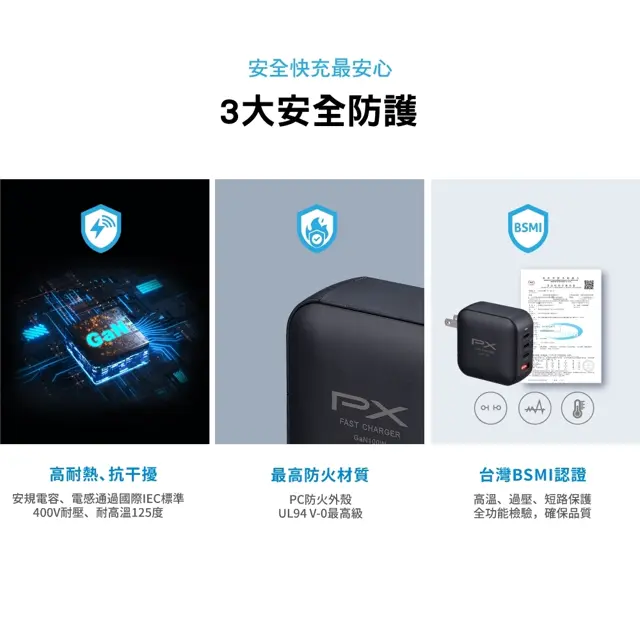 安全快充最安心
3大安全防護
GaN
PX
FAST CHARGER
BSMI
PX
高耐熱、抗干擾
安規電容、電感通過國際IEC標準
400V耐壓、耐高溫125度
最高防火材質
PC防火外殼
UL94 V-0最高級
台灣BSMI認證
高溫、過壓、短路保護
全功能檢驗，確保品質